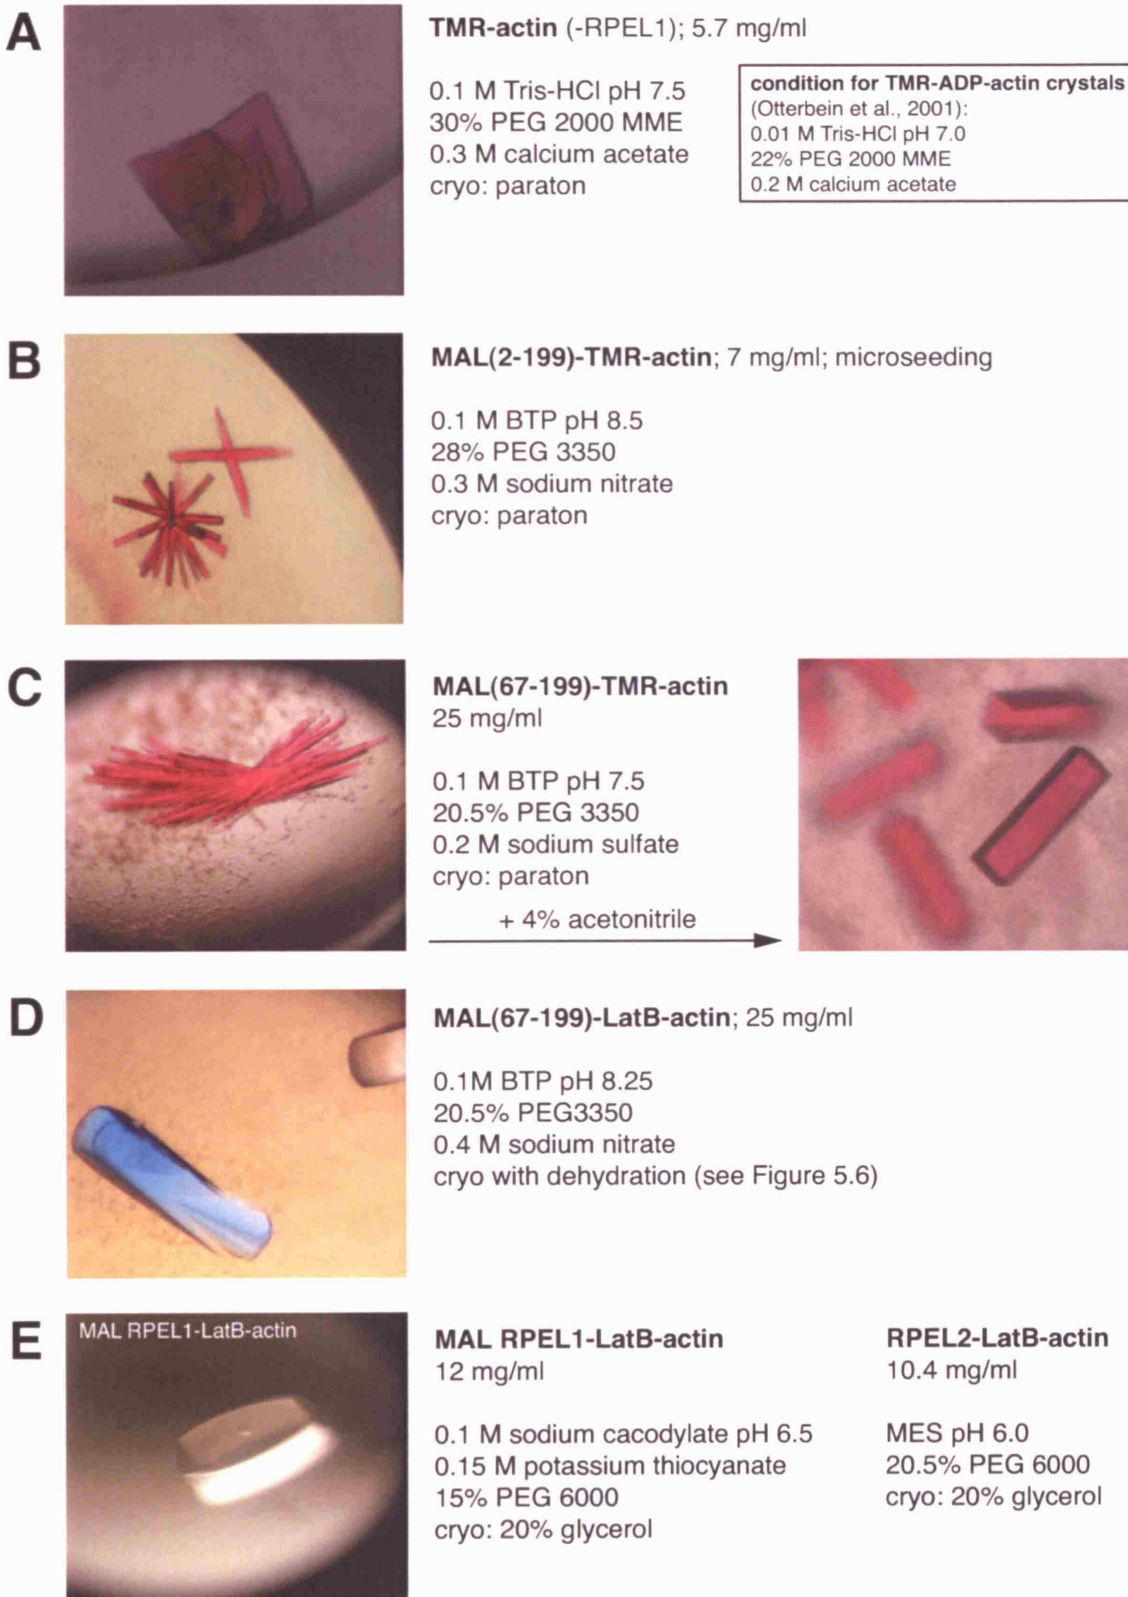 A
TMR-actin (-RPEL1); 5.7 mg/ml
0.1 M Tris-HCl pH 7.5
30% PEG 2000 MME
0.3 M calcium acetate
cryo: paraton
condition for TMR-ADP-actin crystals
(Otterbein et al., 2001):
0.01 M Tris-HCl pH 7.0
22% PEG 2000 MME
0.2 M calcium acetate
B
MAL(2-199)-TMR-actin; 7 mg/ml; microseeding
0.1 M BTP pH 8.5
28% PEG 3350
0.3 M sodium nitrate
cryo: paraton
C
MAL(67-199)-TMR-actin
25 mg/ml
0.1 M BTP pH 7.5
20.5% PEG 3350
0.2 M sodium sulfate
cryo: paraton
+ 4% acetonitrile
D
MAL(67-199)-LatB-actin; 25 mg/ml
0.1M BTP pH 8.25
20.5% PEG3350
0.4 M sodium nitrate
cryo with dehydration (see Figure 5.6)
E
MAL RPEL1-LatB-actin
MAL RPEL1-LatB-actin
12 mg/ml
0.1 M sodium cacodylate pH 6.5
0.15 M potassium thiocyanate
15% PEG 6000
cryo: 20% glycerol
RPEL2-LatB-actin
10.4 mg/ml
MES pH 6.0
20.5% PEG 6000
cryo: 20% glycerol